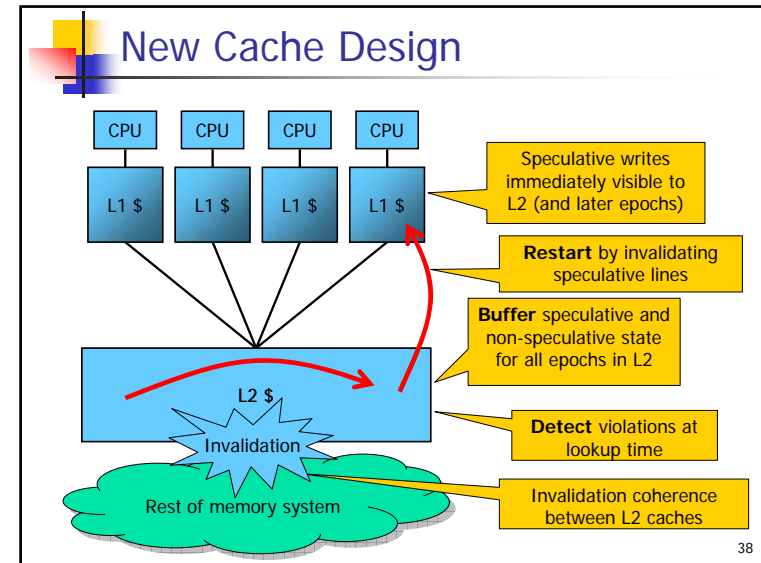 New Cache Design
CPU
CPU
CPU
CPU
L1 $
L1 $
L1 $
L1 $
Speculative writes
immediately visible to
L2 (and later epochs)
Restart by invalidating
speculative lines
Buffer speculative and
non-speculative state
for all epochs in L2
L2 $
Detect violations at
lookup time
Invalidation
Rest of memory system
Invalidation coherence
between L2 caches
38